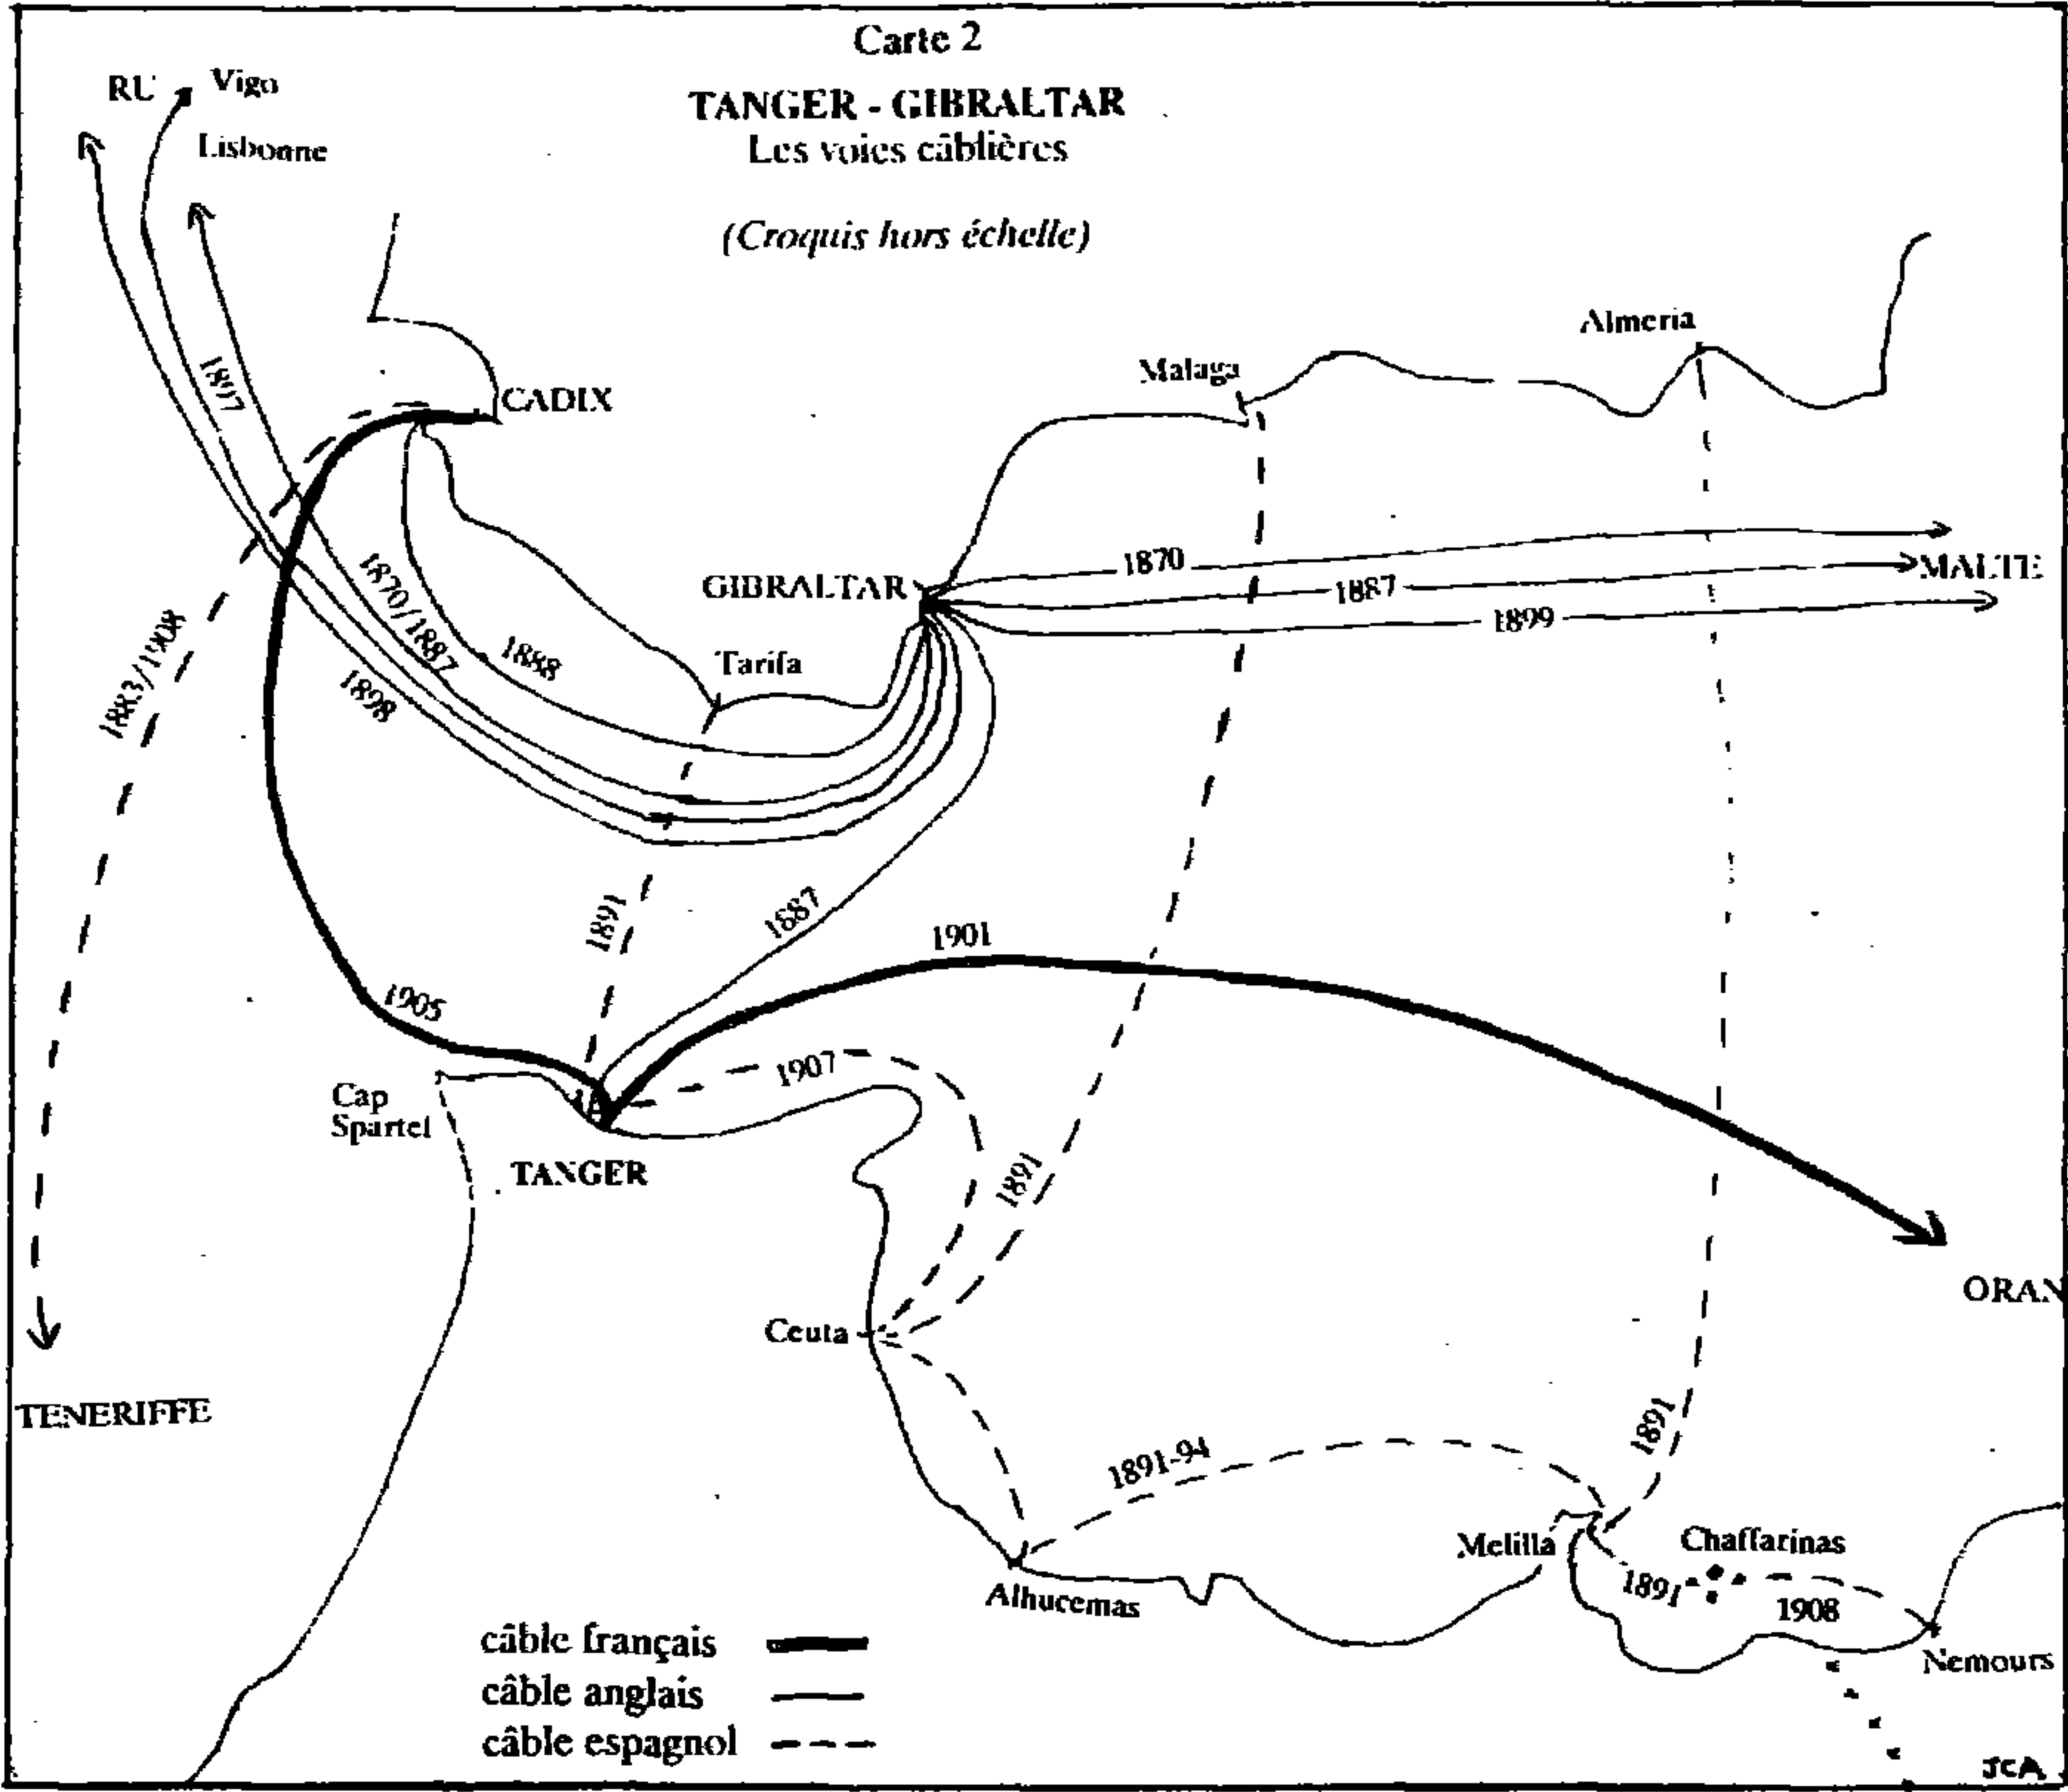 Carte 2
TANGER - GIBRALTAR
Les voies câblières
(Croquis hors échelle)
RU
Vigo
Lisbonne
1897
CADIX
Malaga
Almeria
1870/1887
1888
1898
1883/1908
GIBRALTAR
1870
1887
1899
MALTE
Tarifa
1891
1887
1901
1905
1907
Cap
Spartel
TANGER
1891
Ceuta
ORAN
TENERIFFE
1891-94
1891
Melilla
Chaffarinas
1891
1908
Alhucemas
Nemours
câble français
câble anglais
câble espagnol
JcA